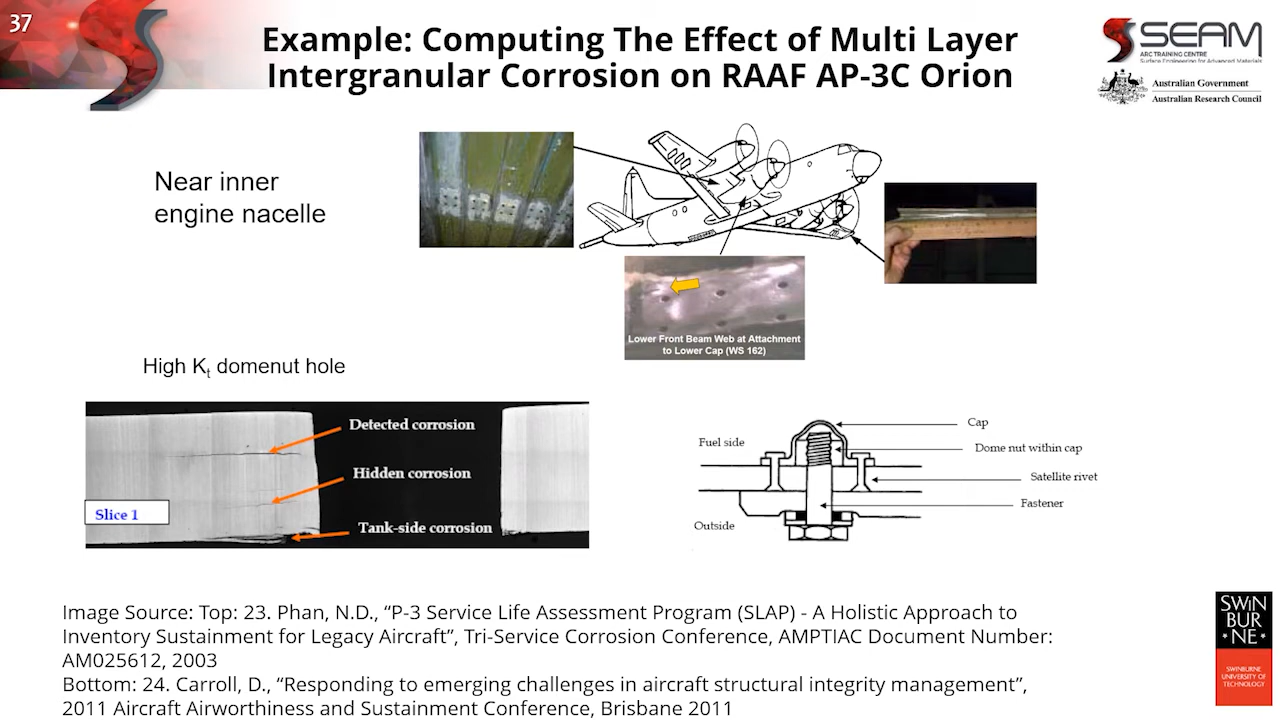 37
Example: Computing The Effect of Multi Layer
Intergranular Corrosion on RAAF AP-3C Orion
SEAM
ARC TRAINING CENTRE
Surface Engineering for Advanced Materials
Australian Government
Australian Research Council
Near inner
engine nacelle
Lower Front Beam Web at Attachment
to Lower Cap (WS 162)
High Kt domenut hole
Detected corrosion
Hidden corrosion
Slice 1
Tank-side corrosion
Fuel side
Cap
Dome nut within cap
Satellite rivet
Fastener
Outside
Image Source: Top: 23. Phan, N.D., “P-3 Service Life Assessment Program (SLAP) - A Holistic Approach to
Inventory Sustainment for Legacy Aircraft”, Tri-Service Corrosion Conference, AMPTIAC Document Number:
AM025612, 2003
Bottom: 24. Carroll, D., “Responding to emerging challenges in aircraft structural integrity management”,
2011 Aircraft Airworthiness and Sustainment Conference, Brisbane 2011
SWIN
BUR
NE
SWINBURNE
UNIVERSITY OF
TECHNOLOGY